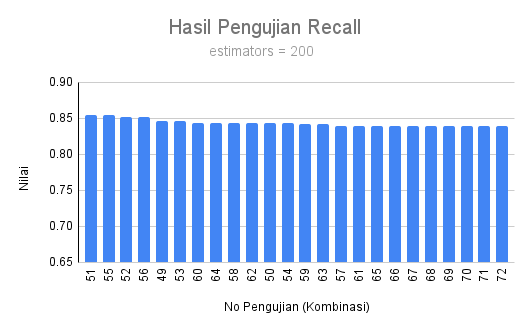 Hasil Pengujian Recall
estimators = 200
0.90
0.85
0.80
0.75
0.70
0.65
Nilai
51 55 52 56 49 53 60 64 58 62 50 54 59 63 57 61 65 66 67 68 69 70 71 72
No Pengujian (Kombinasi)